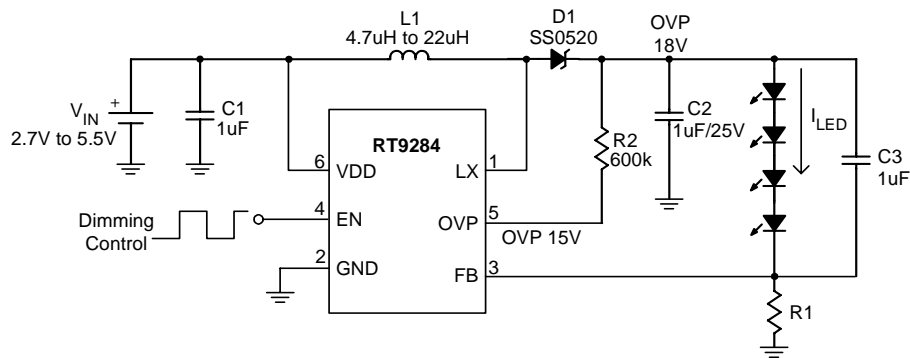 L1
4.7uH to 22uH
D1
SS0520
OVP
18V
VIN
+
2.7V to 5.5V
C1
1uF
RT9284
6
VDD
LX
1
R2
600k
C2
1uF/25V
ILED
C3
1uF
Dimming
Control
4
EN
OVP
5
OVP 15V
2
GND
FB
3
R1